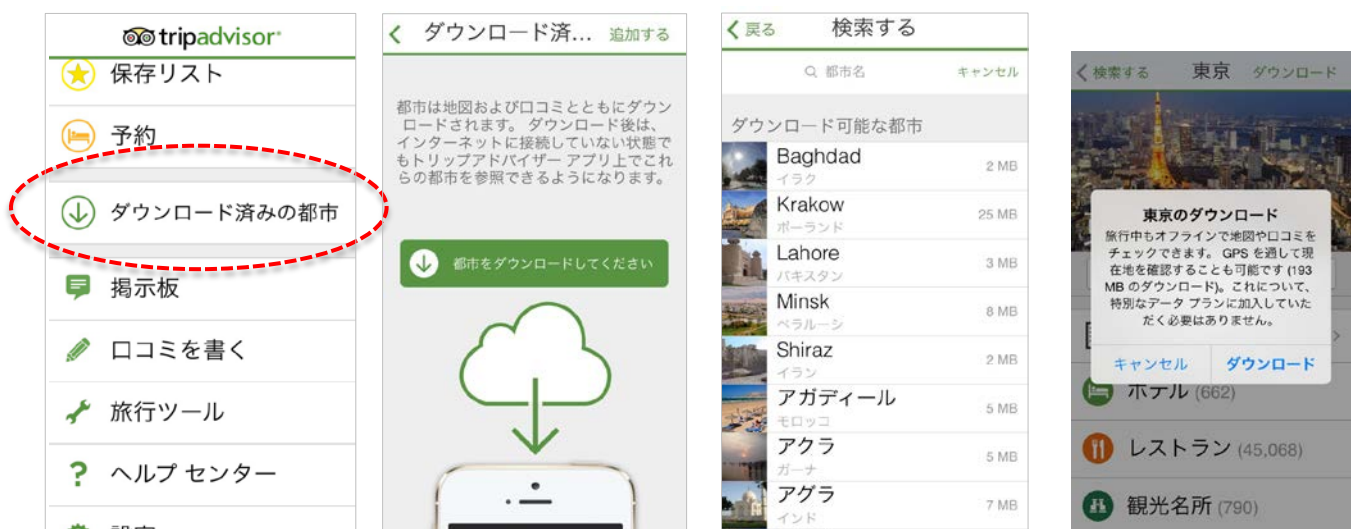 tripadvisor
保存リスト
予約
ダウンロード済みの都市
掲示板
口コミを書く
旅行ツール
? ヘルプ センター
ダウンロード済... 追加する
都市は地図および口コミとともにダウン
ロードされます。 ダウンロード後は、
インターネットに接続していない状態で
もトリップアドバイザー アプリ上でこれ
らの都市を参照できるようになります。
都市をダウンロードしてください
戻る 検索する
都市名 キャンセル
ダウンロード可能な都市
Baghdad 2 MB
イラク
Krakow 25 MB
ポーランド
Lahore 3 MB
パキスタン
Minsk 8 MB
ベラルーシ
Shiraz 2 MB
イラン
アガディール 5 MB
モロッコ
アクラ 5 MB
ガーナ
アグラ 7 MB
インド
検索する 東京 ダウンロード
東京のダウンロード
旅行中もオフラインで地図や口コミを
チェックできます。 GPS を通して現
在地を確認することも可能です (193
MB のダウンロード)。これについて、
特別なデータ プランに加入していた
だく必要はありません。
キャンセル ダウンロード
ホテル (662)
レストラン (45,068)
観光名所 (790)